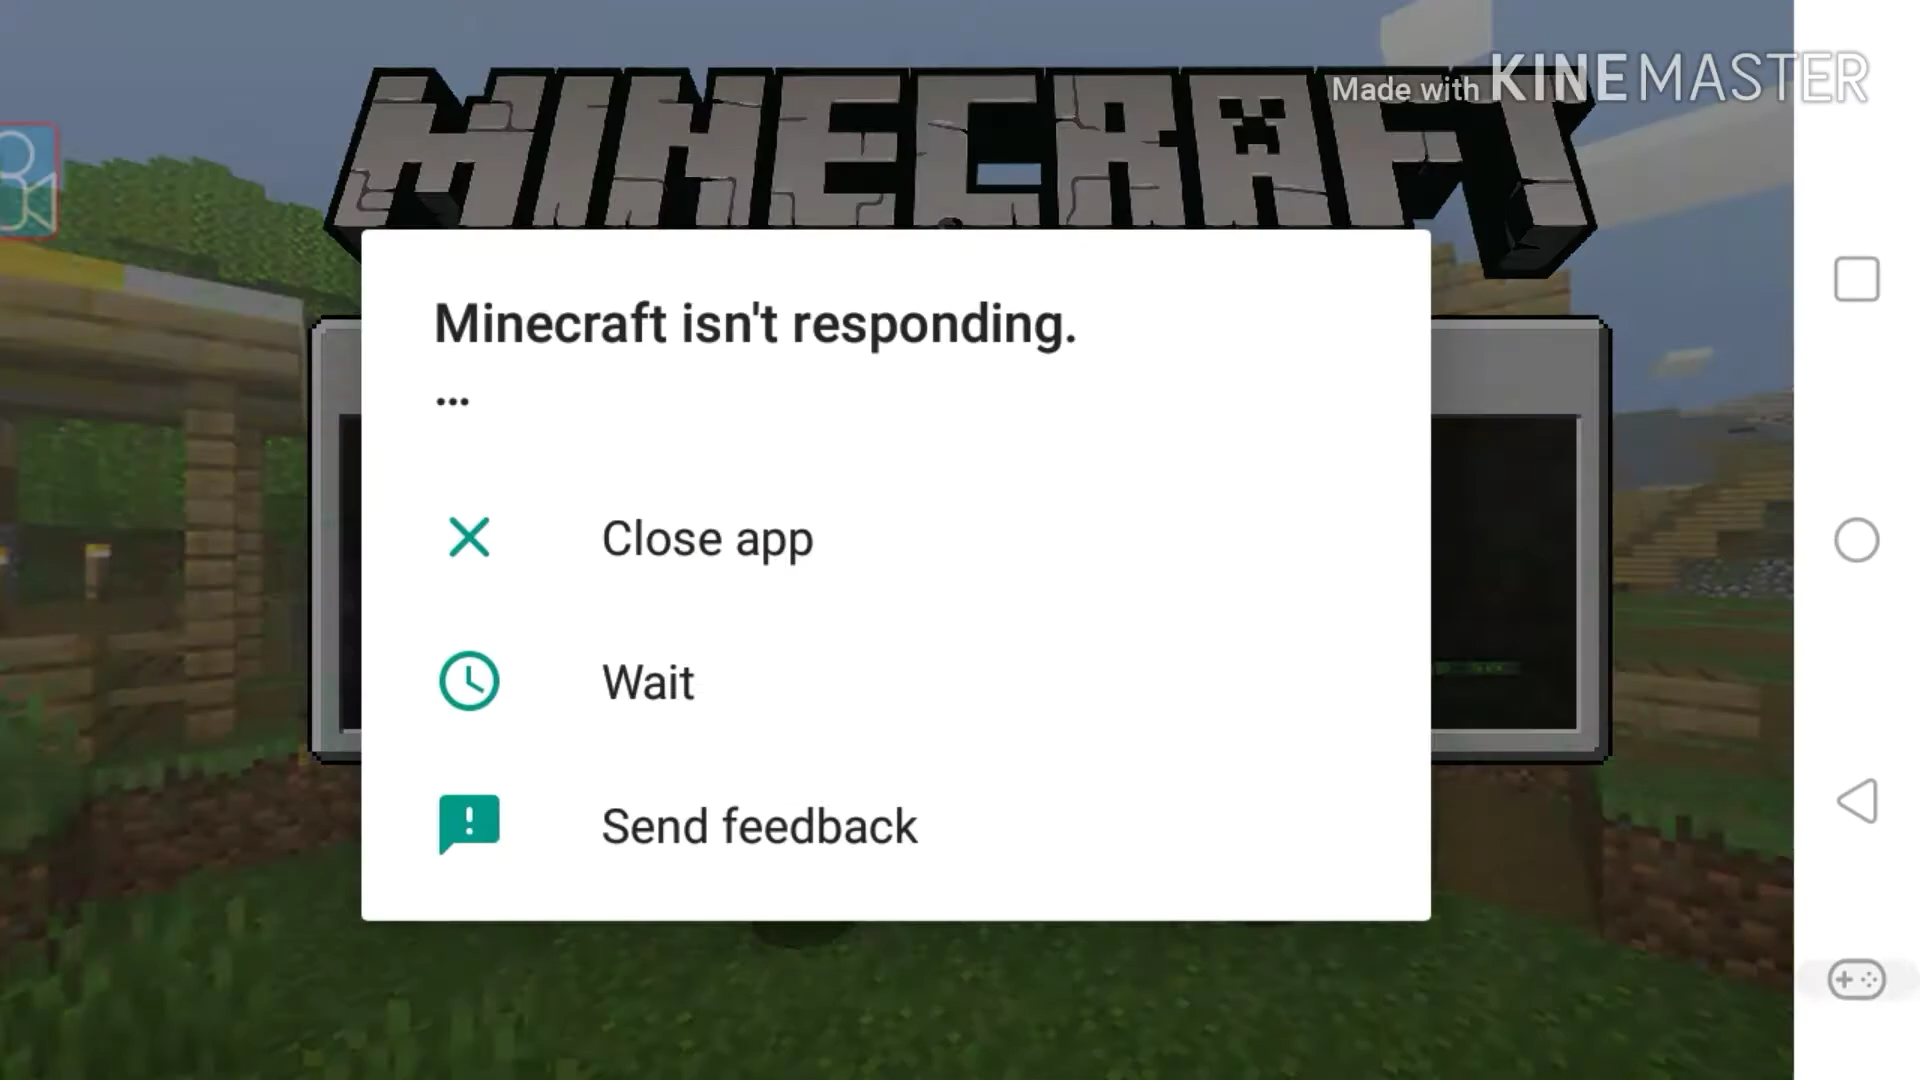 MINECRAFT
Made with KINEMASTER
Minecraft isn't responding.
...
Close app
Wait
Send feedback